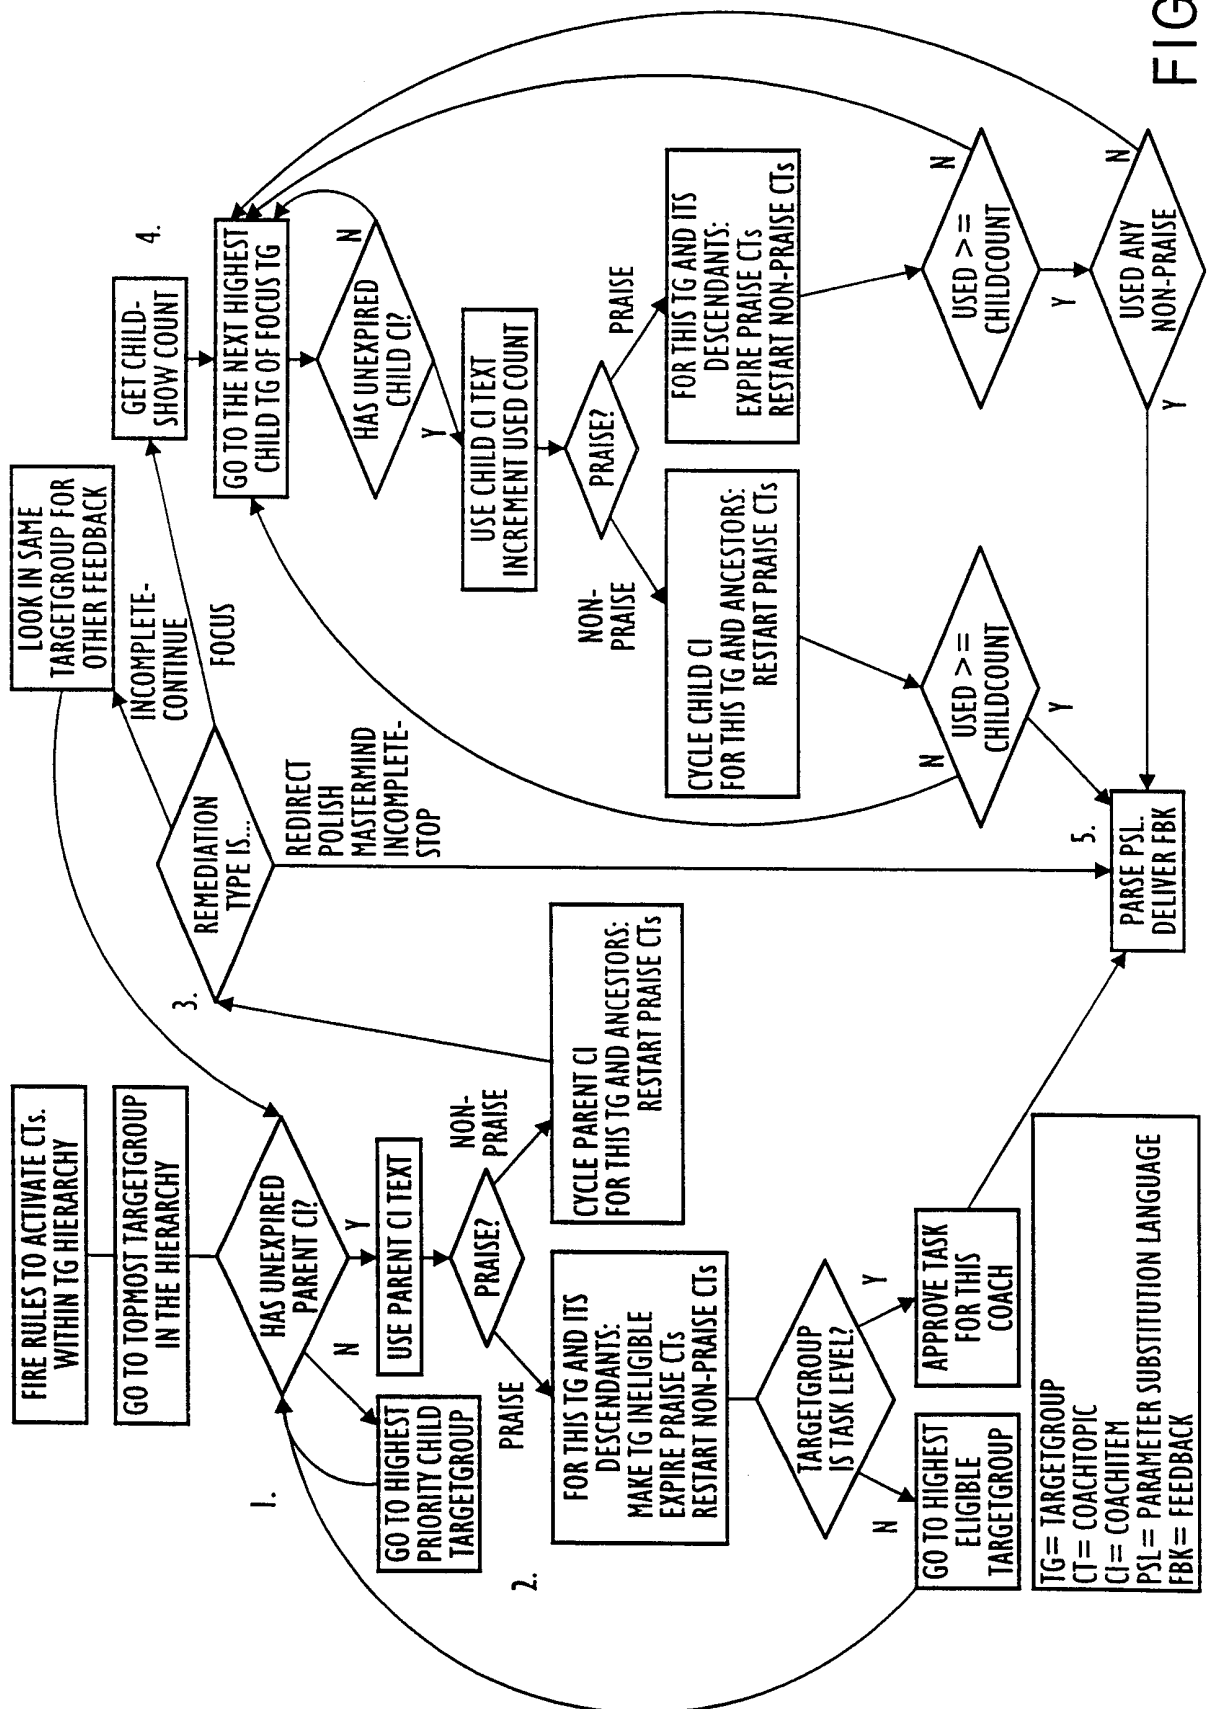 FIRE RULES TO ACTIVATE CTs.
WITHIN TG HIERARCHY
GO TO TOPMOST TARGETGROUP
IN THE HIERARCHY
1.
HAS UNEXPIRED
PARENT CI?
N
Y
GO TO HIGHEST
PRIORITY CHILD
TARGETGROUP
USE PARENT CI TEXT
2.
PRAISE?
PRAISE
NON-
PRAISE
FOR THIS TG AND ITS
DESCENDANTS:
MAKE TG INELIGIBLE
EXPIRE PRAISE CTs
RESTART NON-PRAISE CTs
CYCLE PARENT CI
FOR THIS TG AND ANCESTORS:
RESTART PRAISE CTs
TARGETGROUP
IS TASK LEVEL?
N
Y
GO TO HIGHEST
ELIGIBLE
TARGETGROUP
APPROVE TASK
FOR THIS
COACH
TG= TARGETGROUP
CT= COACHTOPIC
CI= COACHITEM
PSL= PARAMETER SUBSTITUTION LANGUAGE
FBK= FEEDBACK
3.
REMEDIATION
TYPE IS...
LOOK IN SAME
TARGETGROUP FOR
OTHER FEEDBACK
INCOMPLETE-
CONTINUE
FOCUS
REDIRECT
POLISH
MASTERMIND
INCOMPLETE-
STOP
4.
GET CHILD-
SHOW COUNT
GO TO THE NEXT HIGHEST
CHILD TG OF FOCUS TG
HAS UNEXPIRED
CHILD CI?
N
Y
USE CHILD CI TEXT
INCREMENT USED COUNT
PRAISE?
NON-
PRAISE
PRAISE
CYCLE CHILD CI
FOR THIS TG AND ANCESTORS:
RESTART PRAISE CTs
FOR THIS TG AND ITS
DESCENDANTS:
EXPIRE PRAISE CTs
RESTART NON-PRAISE CTs
USED >=
CHILDCOUNT
N
Y
USED >=
CHILDCOUNT
N
Y
USED ANY
NON-PRAISE
N
Y
5.
PARSE PSL.
DELIVER FBK
FIG